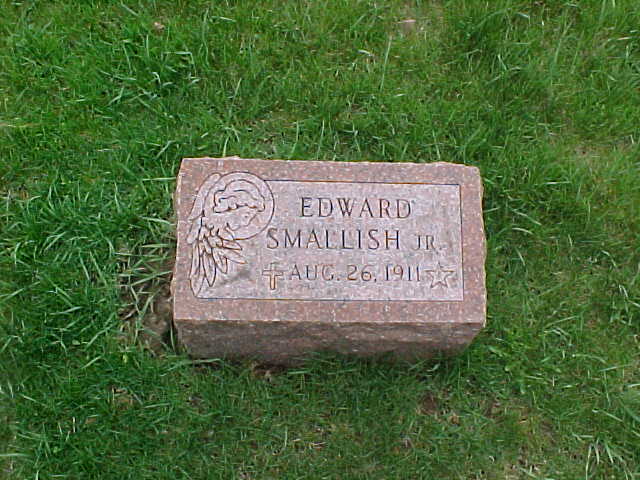 EDWARD
SMALLISH JR.
AUG. 26, 1911